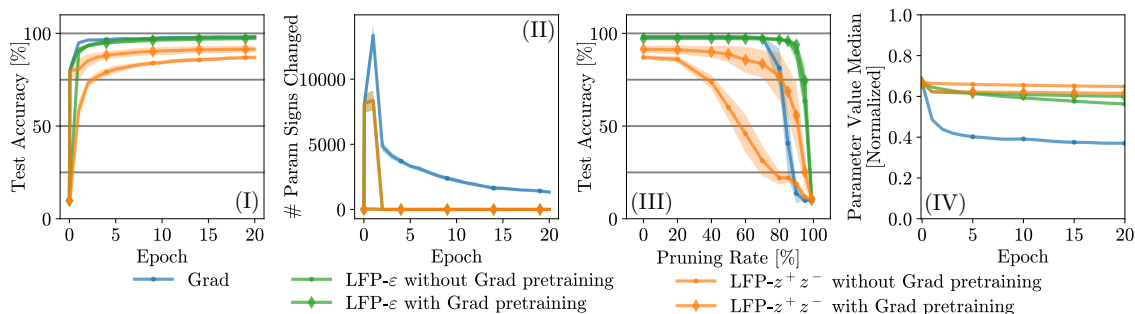 Test Accuracy [%]
100
50
0
0 5 10 15 20
Epoch
(I)
# Param Signs Changed
10000
5000
0
0 5 10 15 20
Epoch
(II)
Test Accuracy [%]
100
50
0
0 20 40 60 80 100
Pruning Rate [%]
(III)
Parameter Value Median
[Normalized]
1.0
0.8
0.6
0.4
0.2
0.0
0 5 10 15 20
Epoch
(IV)
Grad
LFP-ε without Grad pretraining
LFP-ε with Grad pretraining
LFP-z⁺z⁻ without Grad pretraining
LFP-z⁺z⁻ with Grad pretraining